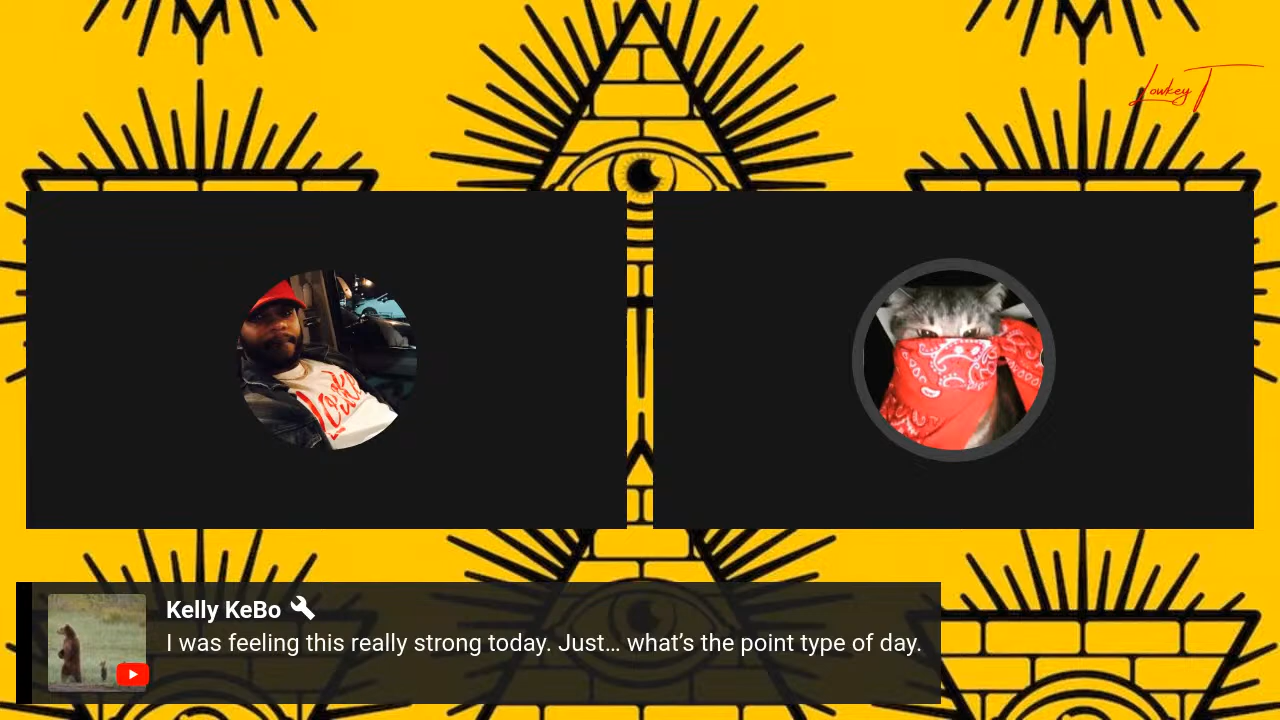 Lowkey T
Kelly KeBo
I was feeling this really strong today. Just… what’s the point type of day.